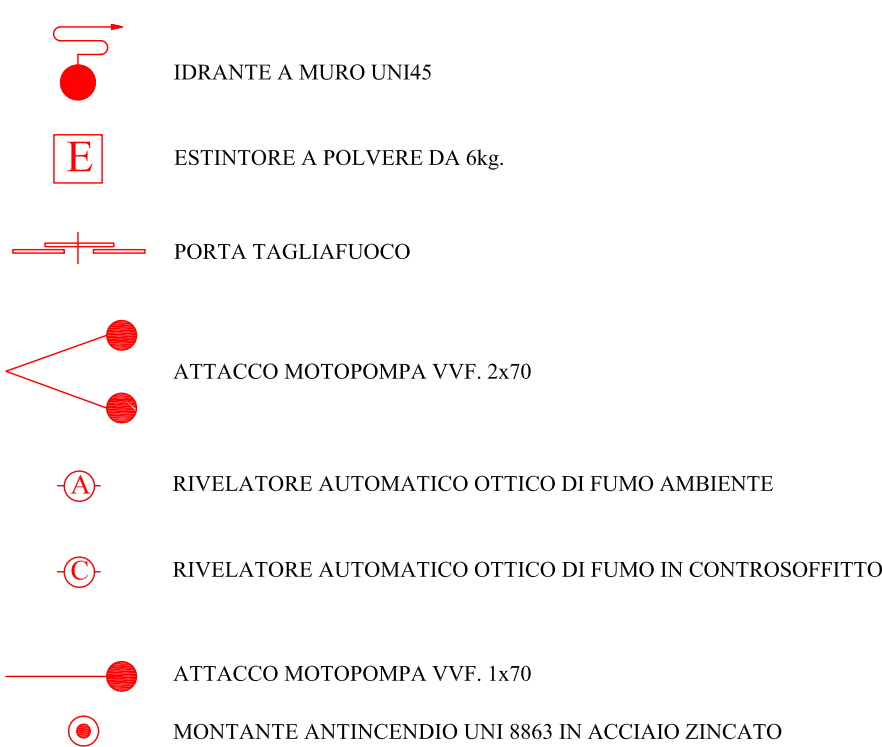 IDRANTE A MURO UNI45
E
ESTINTORE A POLVERE DA 6kg.
PORTA TAGLIAFUOCO
ATTACCO MOTOPOMPA VVF. 2x70
A
RIVELATORE AUTOMATICO OTTICO DI FUMO AMBIENTE
C
RIVELATORE AUTOMATICO OTTICO DI FUMO IN CONTROSOFFITTO
ATTACCO MOTOPOMPA VVF. 1x70
MONTANTE ANTINCENDIO UNI 8863 IN ACCIAIO ZINCATO